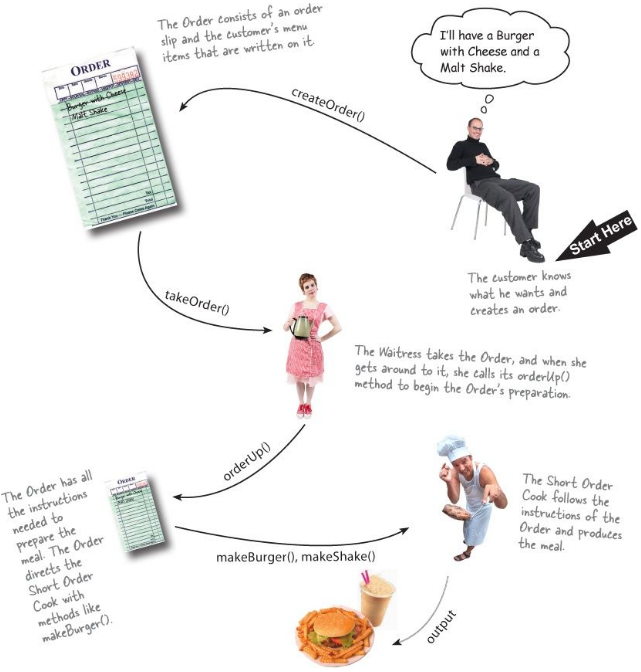 The Order consists of an order
slip and the customer's menu
items that are written on it.
I'll have a Burger
with Cheese and a
Malt Shake.
ORDER
Burger with Cheese
Malt Shake
createOrder()
Start Here
The customer knows
what he wants and
creates an order.
takeOrder()
The Waitress takes the Order, and when she
gets around to it, she calls its orderUp()
method to begin the Order's preparation.
orderUp()
The Order has all
the instructions
needed to
prepare the
meal. The Order
directs the
Short Order
Cook with
methods like
makeBurger().
ORDER
Burger with Cheese
Malt Shake
makeBurger(), makeShake()
The Short Order
Cook follows the
instructions of the
Order and produces
the meal.
output